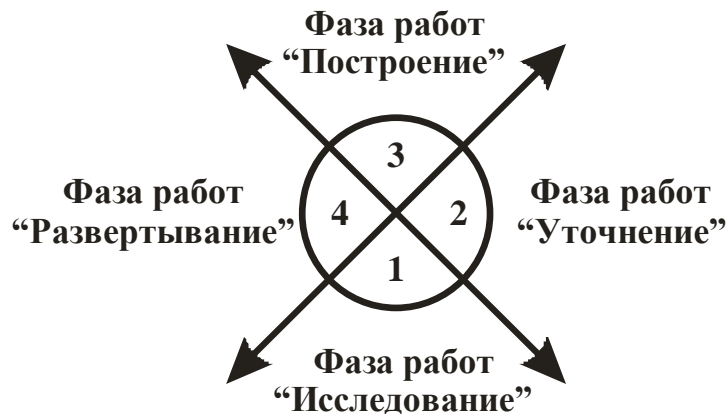 Фаза работ
“Построение”
3
Фаза работ
“Развертывание”
4
2
Фаза работ
“Уточнение”
1
Фаза работ
“Исследование”